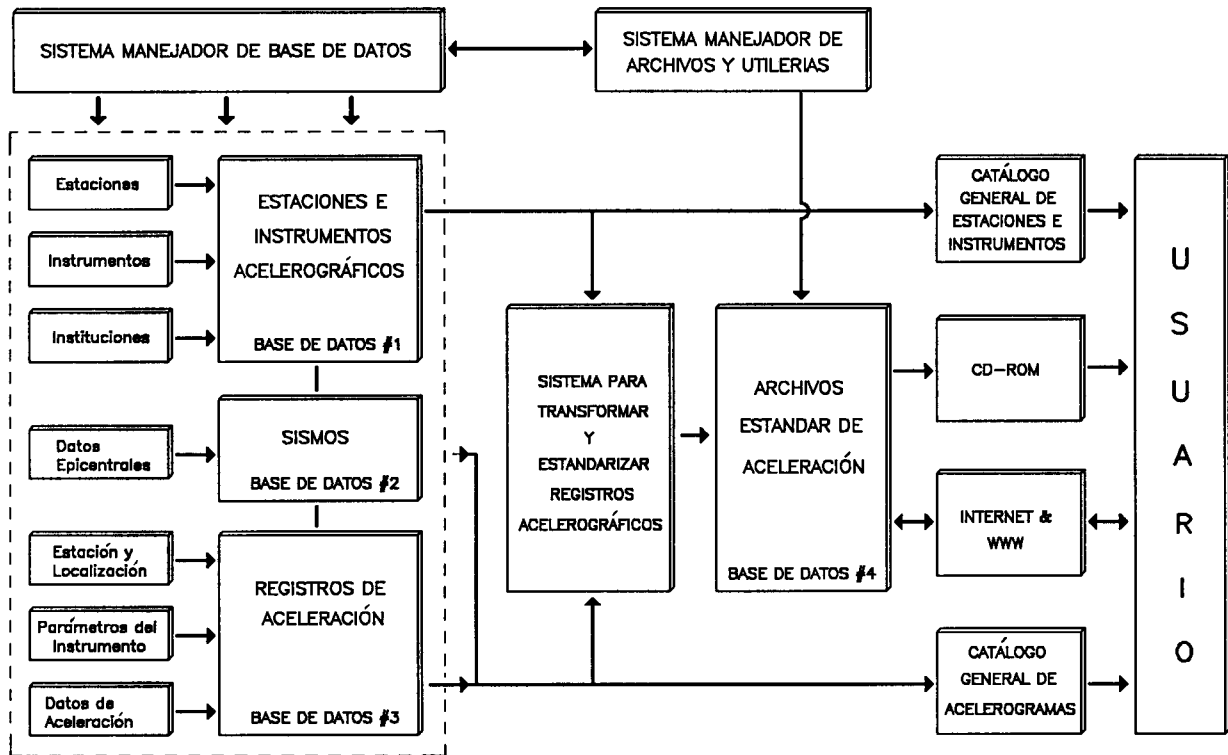 SISTEMA MANEJADOR DE BASE DE DATOS
SISTEMA MANEJADOR DE
ARCHIVOS Y UTILERIAS
Estaciones
Instrumentos
Instituciones
ESTACIONES E
INSTRUMENTOS
ACELEROGRÁFICOS
BASE DE DATOS #1
Datos
Epicentrales
SISMOS
BASE DE DATOS #2
Estación y
Localización
Parámetros del
Instrumento
Datos de
Aceleración
REGISTROS DE
ACELERACIÓN
BASE DE DATOS #3
SISTEMA PARA
TRANSFORMAR
Y
ESTANDARIZAR
REGISTROS
ACELEROGRÁFICOS
ARCHIVOS
ESTANDAR DE
ACELERACIÓN
BASE DE DATOS #4
CATÁLOGO
GENERAL DE
ESTACIONES E
INSTRUMENTOS
CD-ROM
INTERNET &
WWW
CATÁLOGO
GENERAL DE
ACELEROGRAMAS
USUARIO